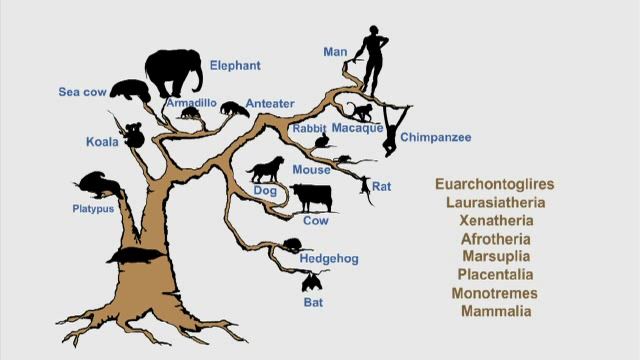 Man
Elephant
Sea cow
Armadillo
Anteater
Rabbit
Macaque
Chimpanzee
Koala
Mouse
Rat
Dog
Platypus
Cow
Hedgehog
Bat
Euarchontoglires
Laurasiatheria
Xenatheria
Afrotheria
Marsuplia
Placentalia
Monotremes
Mammalia